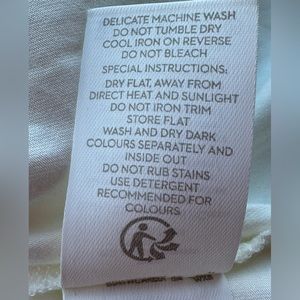 DELICATE MACHINE WASH
DO NOT TUMBLE DRY
COOL IRON ON REVERSE
DO NOT BLEACH
SPECIAL INSTRUCTIONS:
DRY FLAT, AWAY FROM
DIRECT HEAT AND SUNLIGHT
DO NOT IRON TRIM
STORE FLAT
WASH AND DRY DARK
COLOURS SEPARATELY AND
INSIDE OUT
DO NOT RUB STAINS
USE DETERGENT
RECOMMENDED FOR
COLOURS